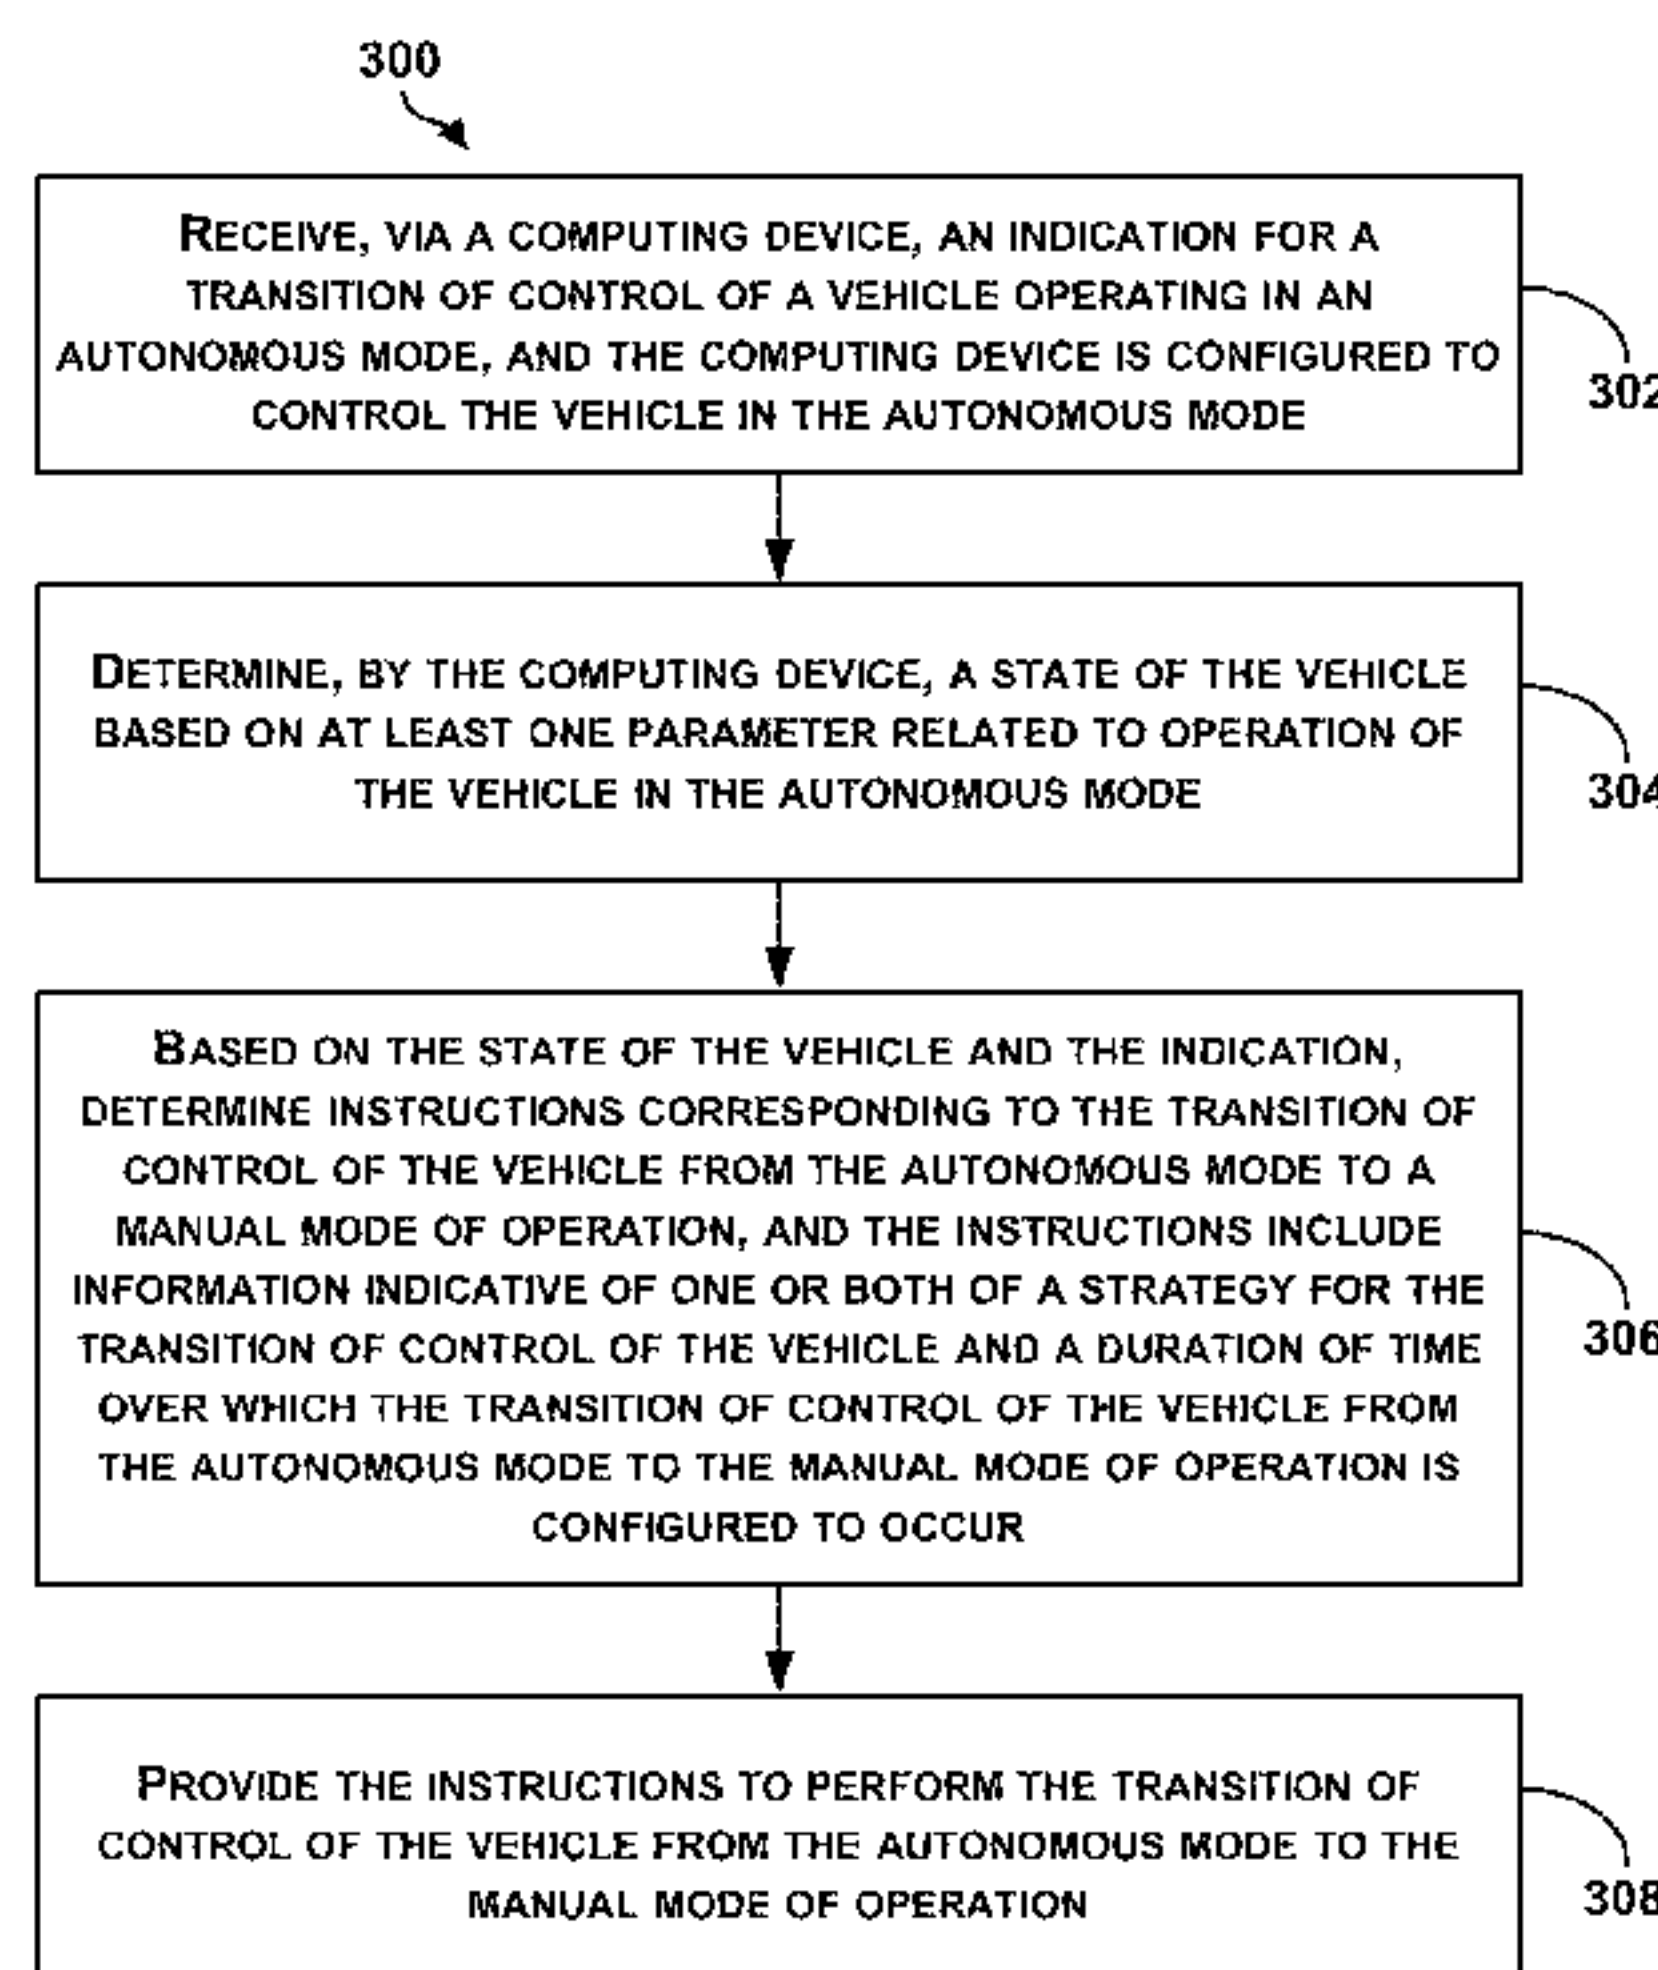 300
RECEIVE, VIA A COMPUTING DEVICE, AN INDICATION FOR A
TRANSITION OF CONTROL OF A VEHICLE OPERATING IN AN
AUTONOMOUS MODE, AND THE COMPUTING DEVICE IS CONFIGURED TO
CONTROL THE VEHICLE IN THE AUTONOMOUS MODE
302
DETERMINE, BY THE COMPUTING DEVICE, A STATE OF THE VEHICLE
BASED ON AT LEAST ONE PARAMETER RELATED TO OPERATION OF
THE VEHICLE IN THE AUTONOMOUS MODE
304
BASED ON THE STATE OF THE VEHICLE AND THE INDICATION,
DETERMINE INSTRUCTIONS CORRESPONDING TO THE TRANSITION OF
CONTROL OF THE VEHICLE FROM THE AUTONOMOUS MODE TO A
MANUAL MODE OF OPERATION, AND THE INSTRUCTIONS INCLUDE
INFORMATION INDICATIVE OF ONE OR BOTH OF A STRATEGY FOR THE
TRANSITION OF CONTROL OF THE VEHICLE AND A DURATION OF TIME
OVER WHICH THE TRANSITION OF CONTROL OF THE VEHICLE FROM
THE AUTONOMOUS MODE TO THE MANUAL MODE OF OPERATION IS
CONFIGURED TO OCCUR
306
PROVIDE THE INSTRUCTIONS TO PERFORM THE TRANSITION OF
CONTROL OF THE VEHICLE FROM THE AUTONOMOUS MODE TO THE
MANUAL MODE OF OPERATION
308